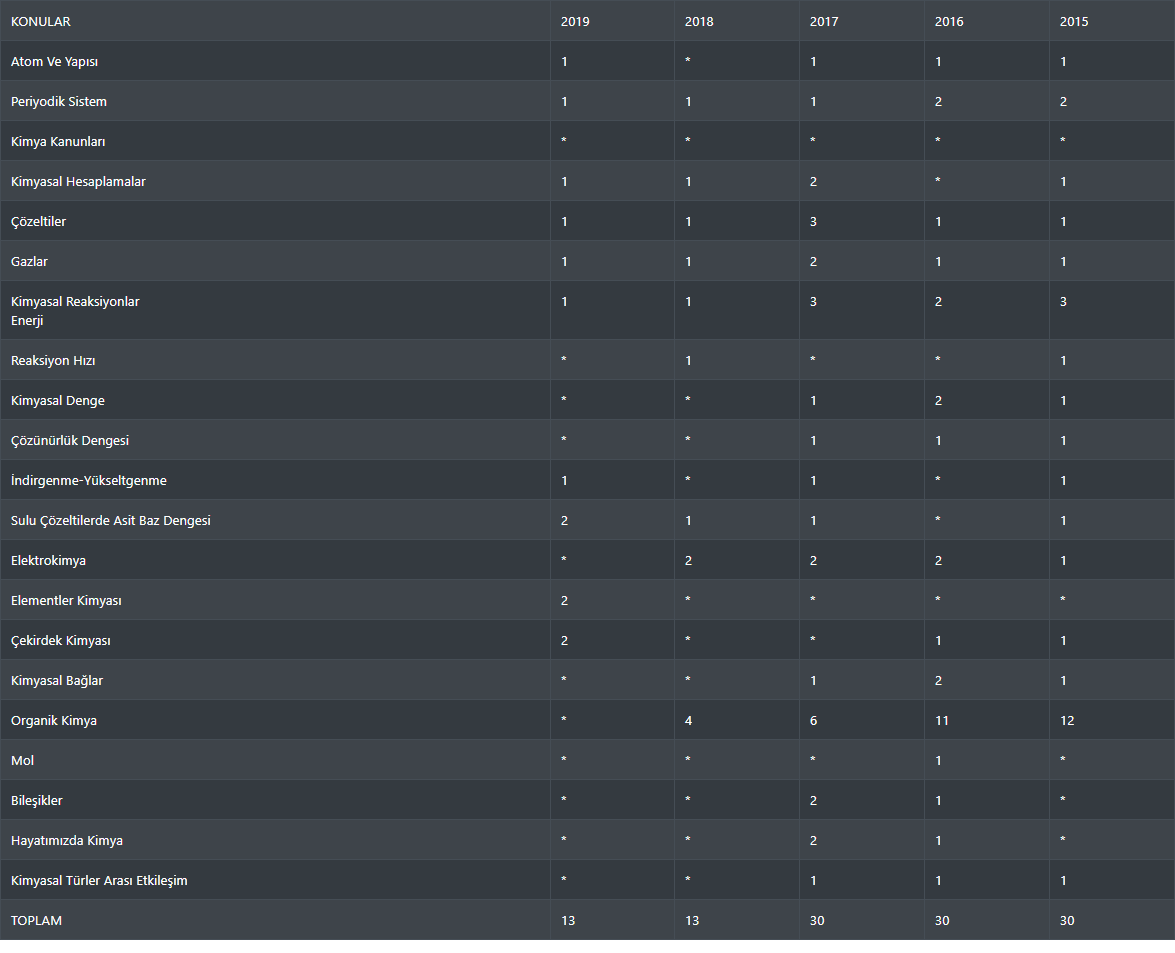 KONULAR 2019 2018 2017 2016 2015
Atom Ve Yapısı 1 * 1 1 1
Periyodik Sistem 1 1 1 2 2
Kimya Kanunları * * * * *
Kimyasal Hesaplamalar 1 1 2 * 1
Çözeltiler 1 1 3 1 1
Gazlar 1 1 2 1 1
Kimyasal Reaksiyonlar 1 1 3 2 3
Enerji
Reaksiyon Hızı * 1 * * 1
Kimyasal Denge * * 1 2 1
Çözünürlük Dengesi * * 1 1 1
İndirgenme-Yükseltgenme 1 * 1 * 1
Sulu Çözeltilerde Asit Baz Dengesi 2 1 1 * 1
Elektrokimya * 2 2 2 1
Elementler Kimyası 2 * * * *
Çekirdek Kimyası 2 * * 1 1
Kimyasal Bağlar * * 1 2 1
Organik Kimya * 4 6 11 12
Mol * * * 1 *
Bileşikler * * 2 1 *
Hayatımızda Kimya * * 2 1 *
Kimyasal Türler Arası Etkileşim * * 1 1 1
TOPLAM 13 13 30 30 30